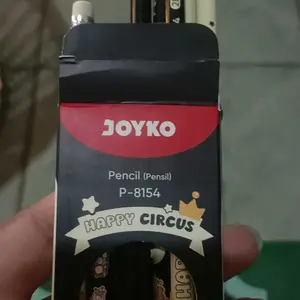 JOYKO
Pencil (Pensil)
P-8154
HAPPY CIRCUS